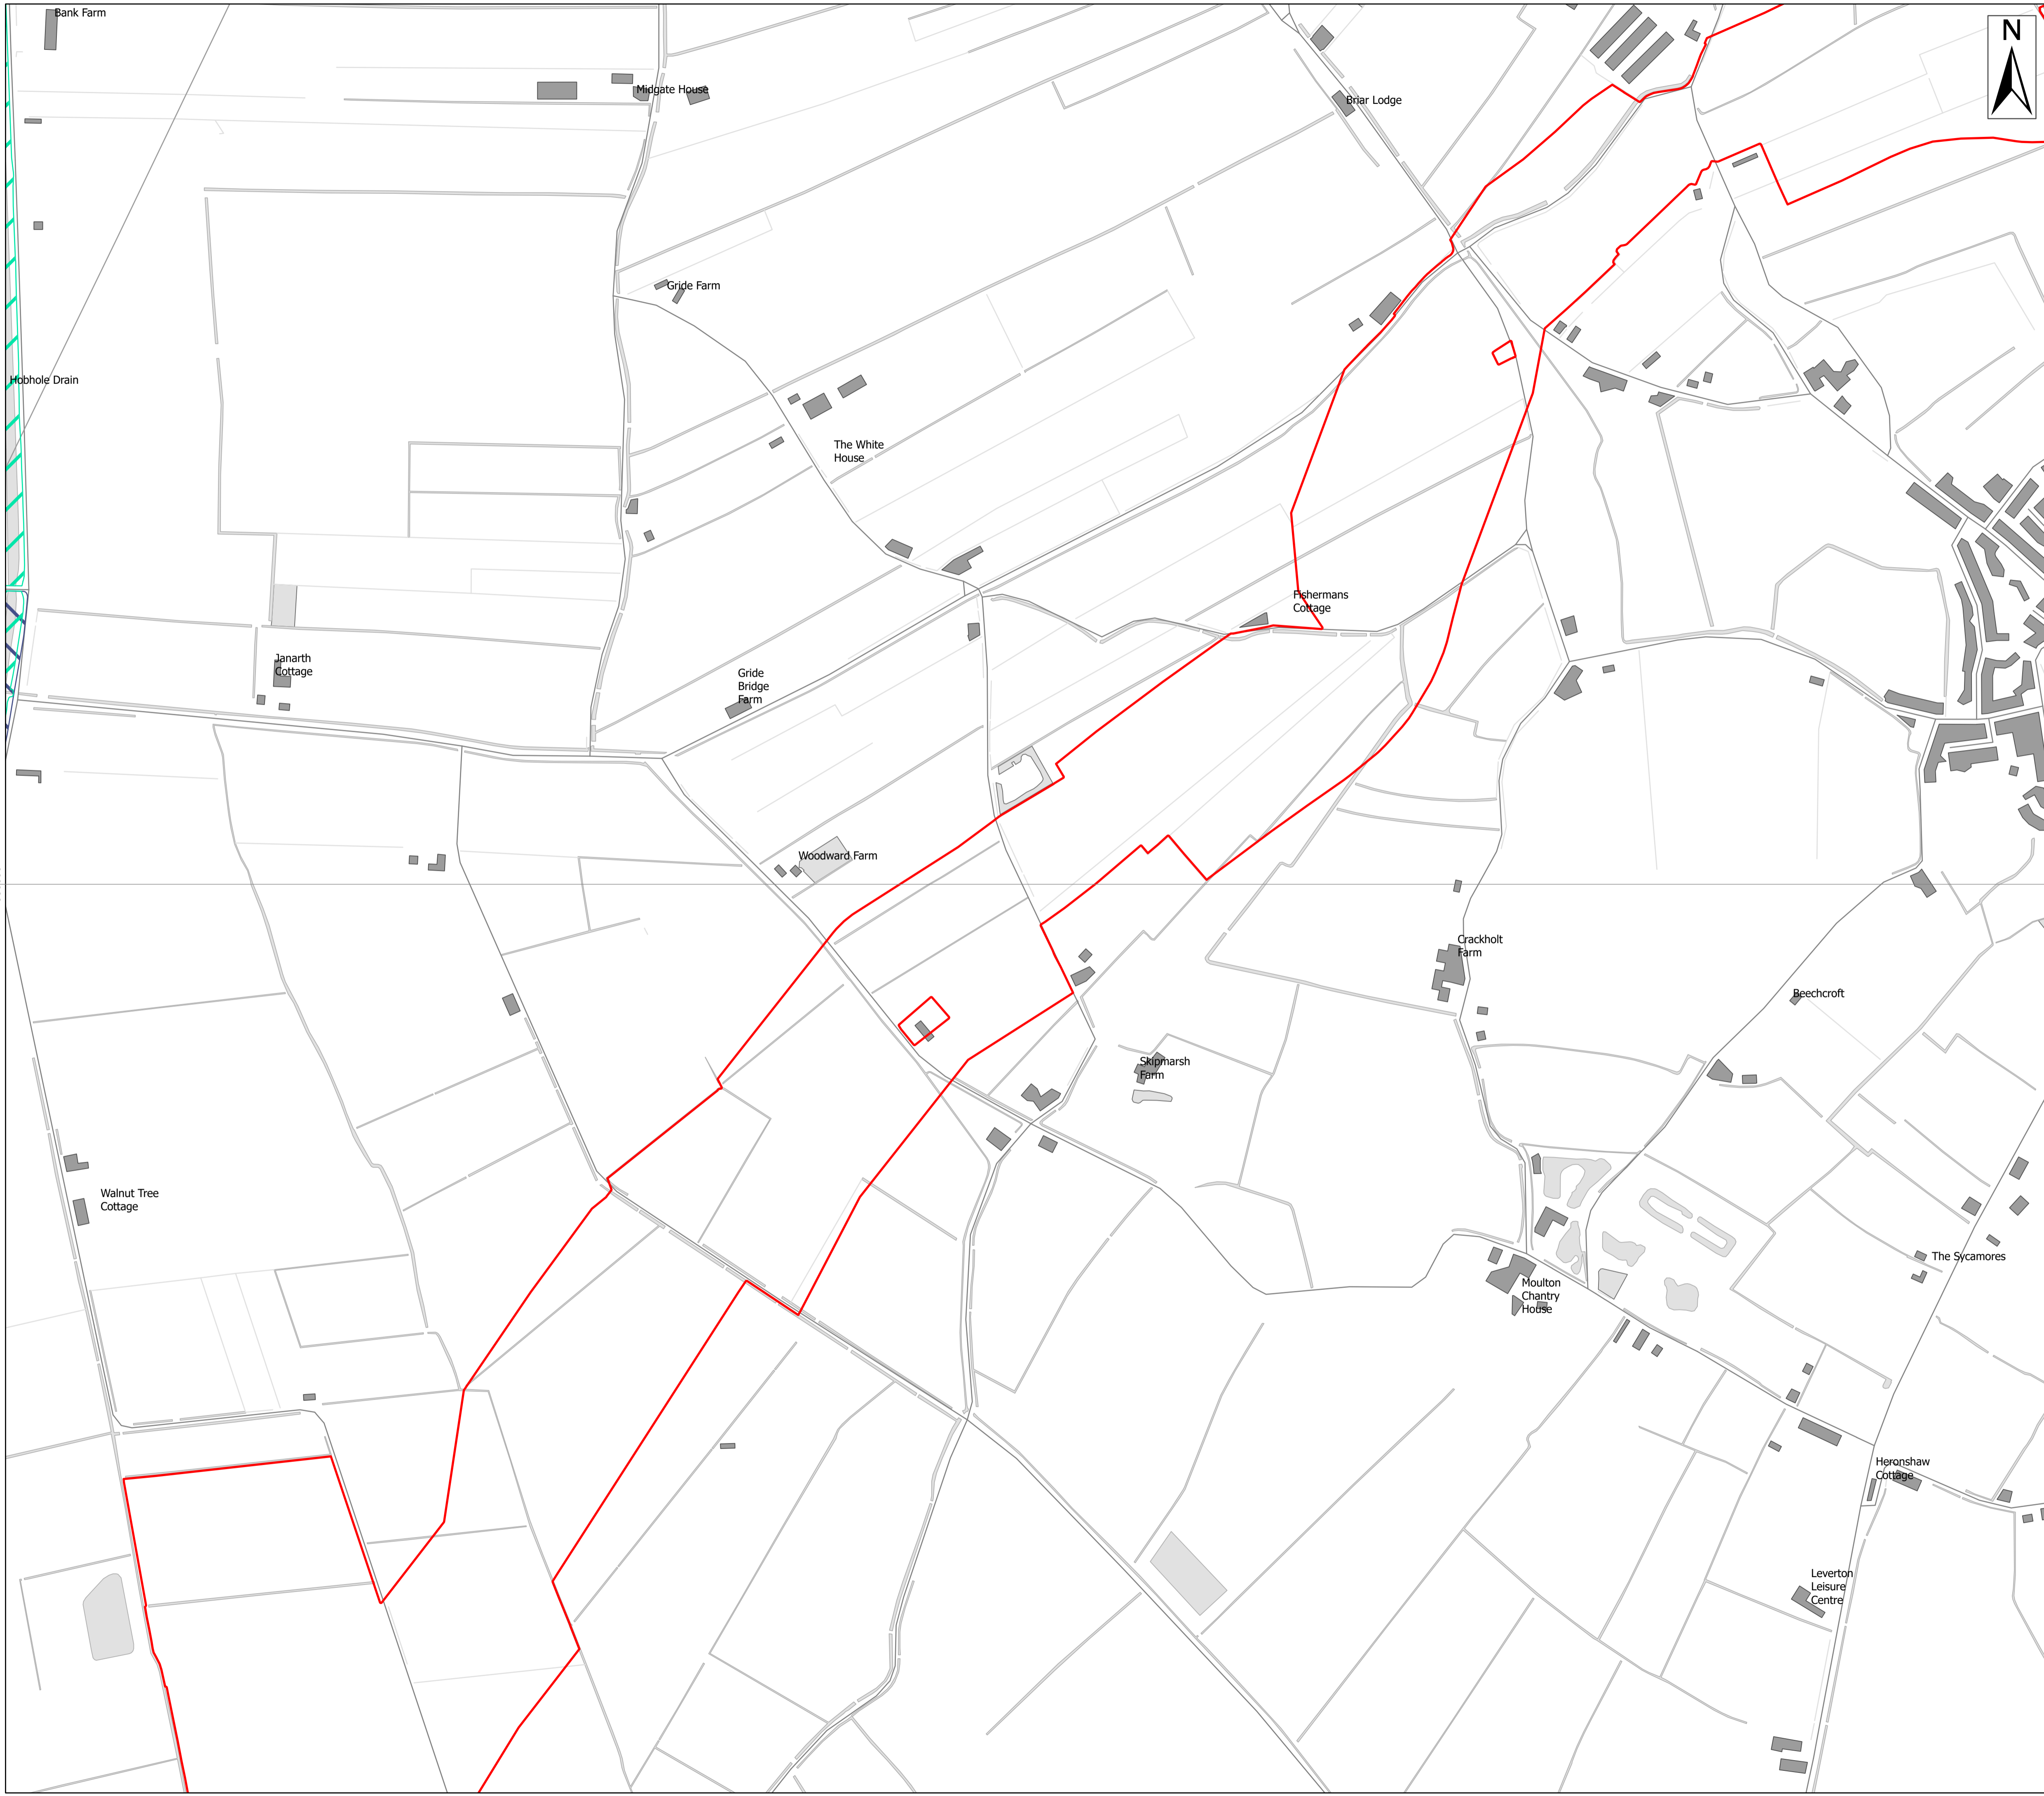 Bank Farm
N
Midgate House
Briar Lodge
Gride Farm
Hobhole Drain
The White
House
Fishermans
Cottage
Janarth
Cottage
Gride
Bridge
Farm
Woodward Farm
Crackholt
Farm
Beechcroft
Skipmarsh
Farm
Walnut Tree
Cottage
The Sycamores
Moulton
Chantry
House
Heronshaw
Cottage
Leverton
Leisure
Centre